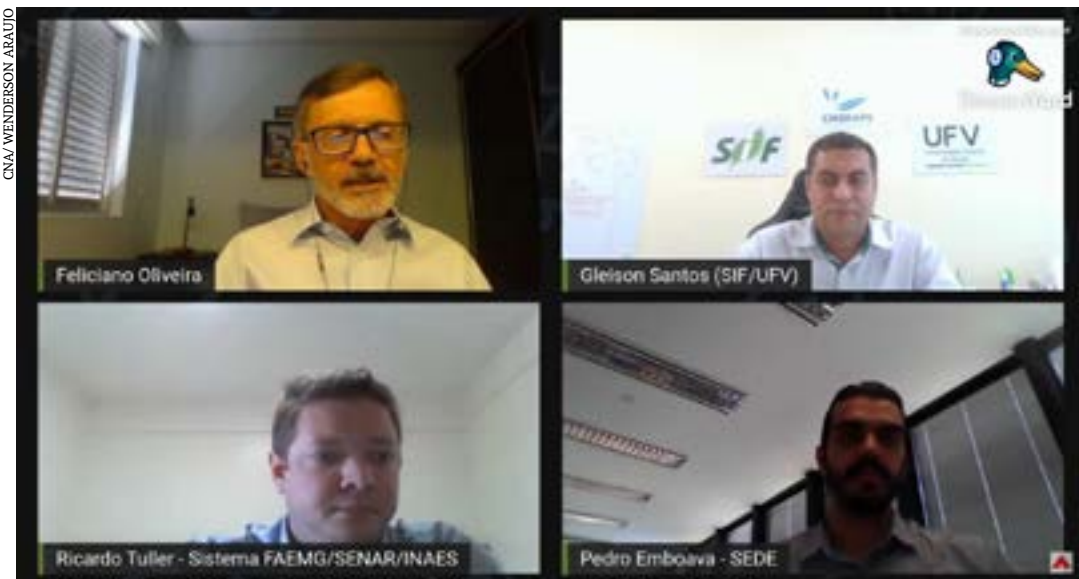 CNA/ WENDERSON ARAUJO
Feliciano Oliveira
SIF
UFV
Gleison Santos (SIF/UFV)
Ricardo Tuller - Sistema FAEMG/SENAR/INAES
Pedro Emboava - SEDE